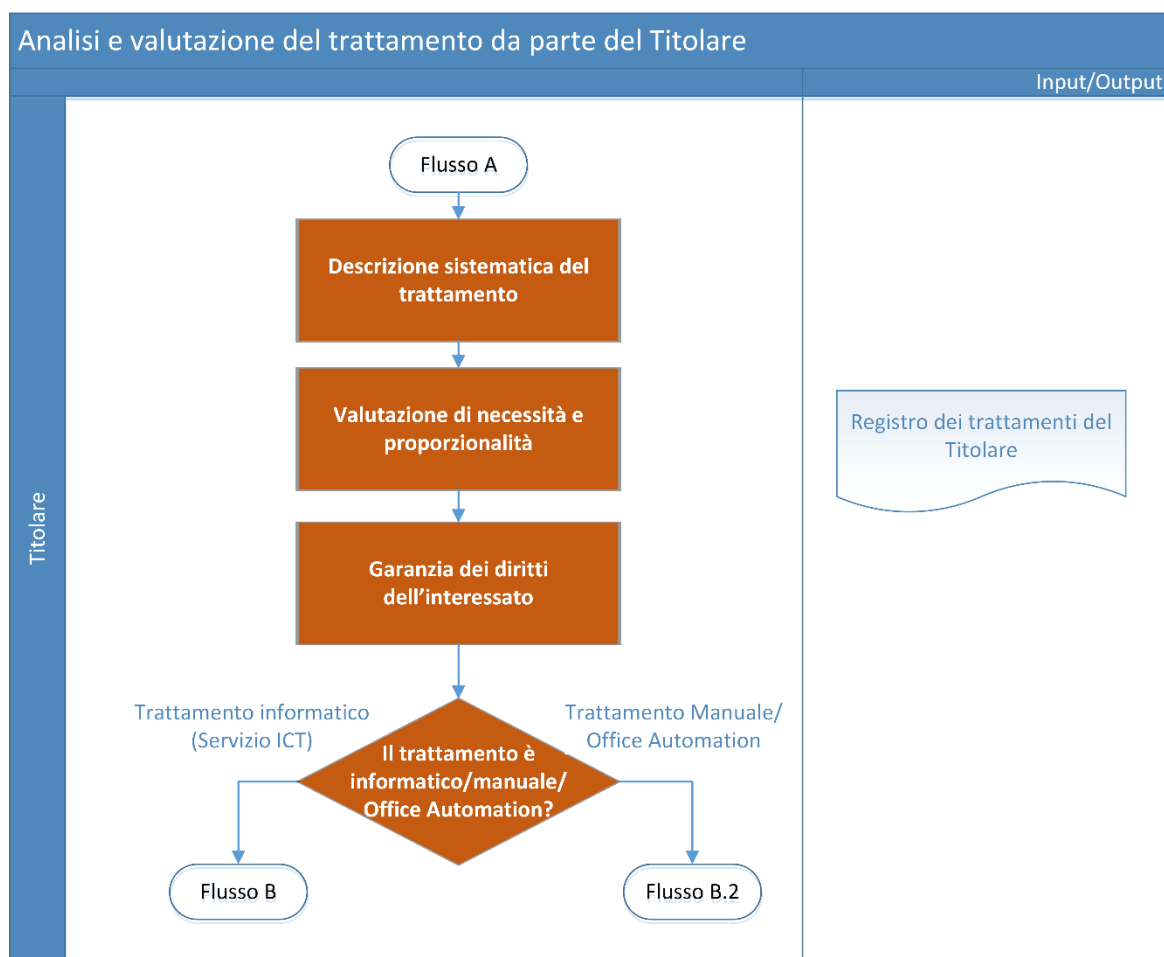 Analisi e valutazione del trattamento da parte del Titolare
Input/Output
Titolare
Flusso A
Descrizione sistematica del
trattamento
Valutazione di necessità e
proporzionalità
Registro dei trattamenti del
Titolare
Garanzia dei diritti
dell’interessato
Trattamento informatico
(Servizio ICT)
Trattamento Manuale/
Office Automation
Il trattamento è
informatico/manuale/
Office Automation?
Flusso B
Flusso B.2